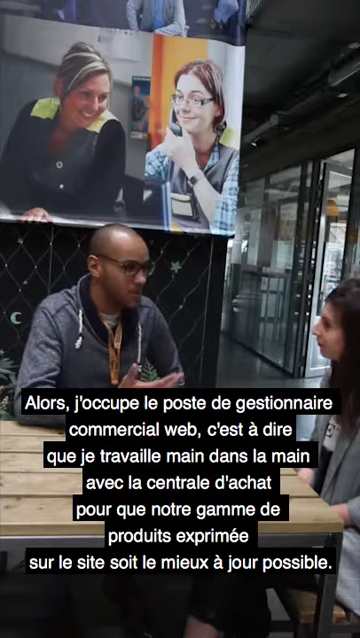 Alors, j'occupe le poste de gestionnaire
commercial web, c'est à dire
que je travaille main dans la main
avec la centrale d'achat
pour que notre gamme de
produits exprimée
sur le site soit le mieux à jour possible.